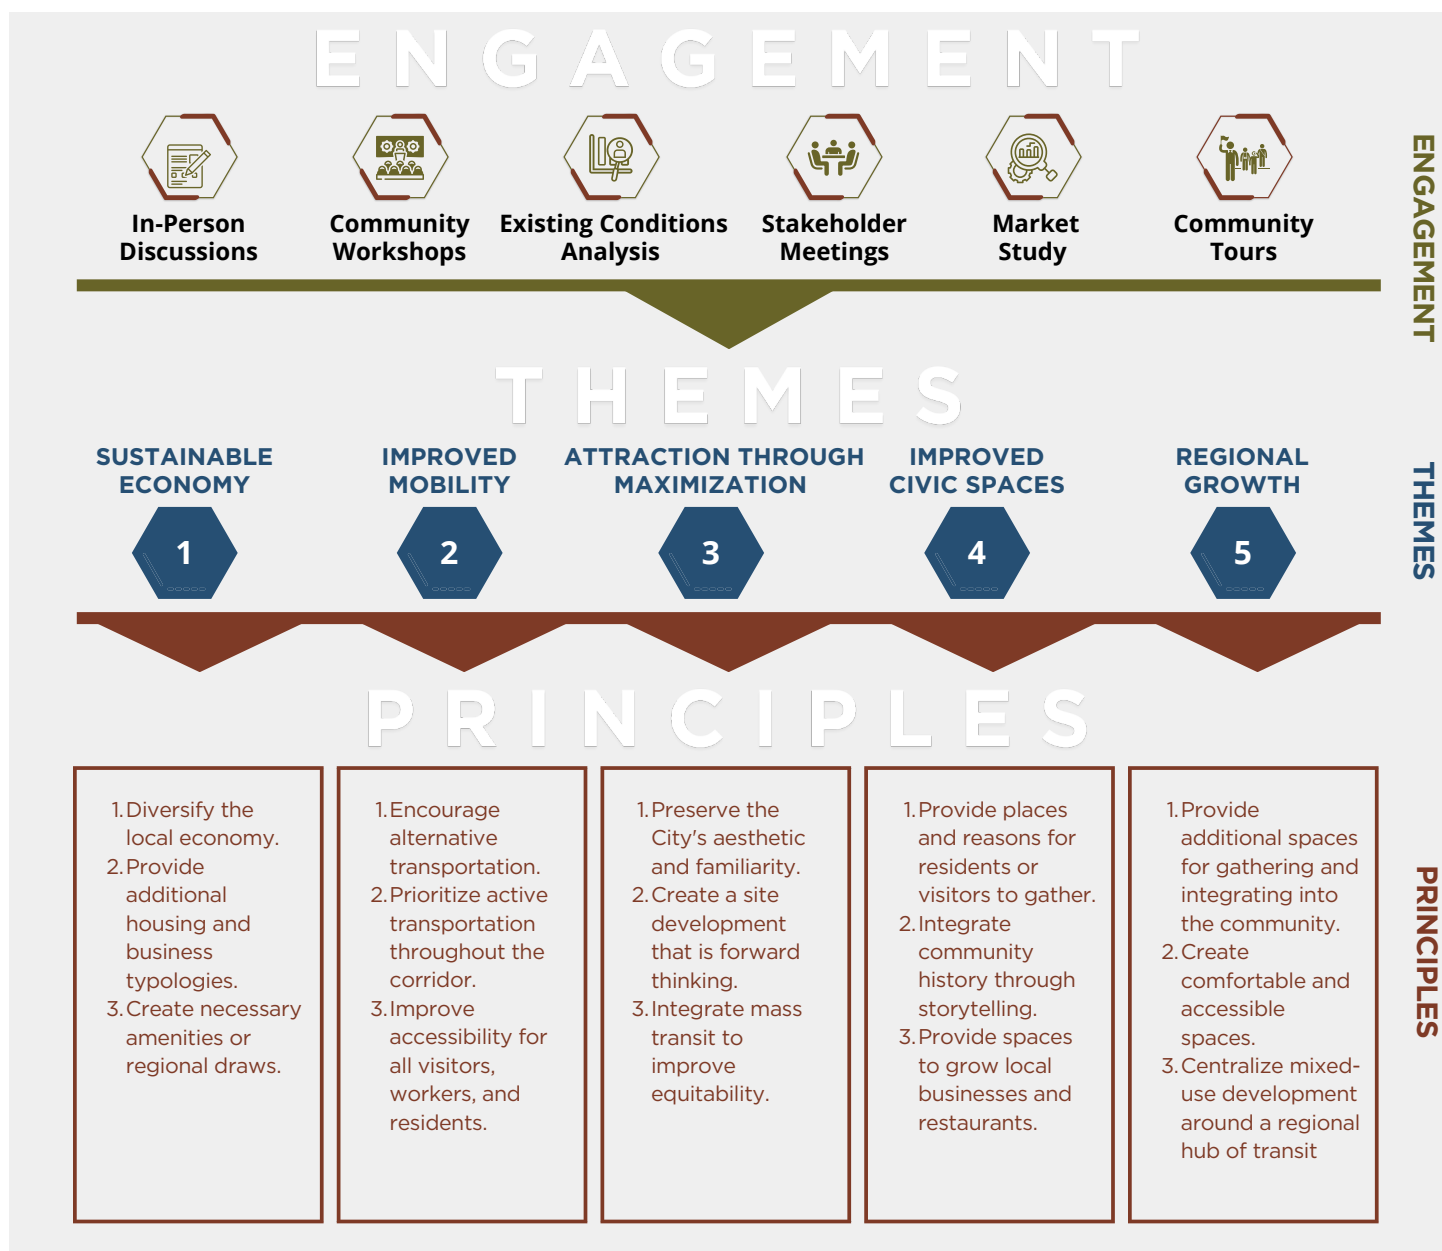 ENGAGEMENT
In-Person
Discussions
Community
Workshops
Existing Conditions
Analysis
Stakeholder
Meetings
Market
Study
Community
Tours
ENGAGEMENT
THEMES
SUSTAINABLE
ECONOMY
1
IMPROVED
MOBILITY
2
ATTRACTION THROUGH
MAXIMIZATION
3
IMPROVED
CIVIC SPACES
4
REGIONAL
GROWTH
5
THEMES
PRINCIPLES
1. Diversify the
local economy.
2. Provide
additional
housing and
business
typologies.
3. Create necessary
amenities or
regional draws.
1. Encourage
alternative
transportation.
2. Prioritize active
transportation
throughout the
corridor.
3. Improve
accessibility for
all visitors,
workers, and
residents.
1. Preserve the
City's aesthetic
and familiarity.
2. Create a site
development
that is forward
thinking.
3. Integrate mass
transit to
improve
equitability.
1. Provide places
and reasons for
residents or
visitors to gather.
2. Integrate
community
history through
storytelling.
3. Provide spaces
to grow local
businesses and
restaurants.
1. Provide
additional spaces
for gathering and
integrating into
the community.
2. Create
comfortable and
accessible
spaces.
3. Centralize mixed-
use development
around a regional
hub of transit
PRINCIPLES